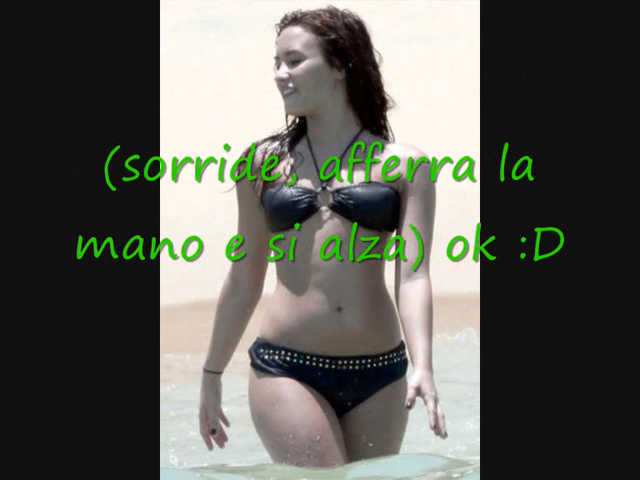 (sorride, afferra la
mano e si alza) ok :D